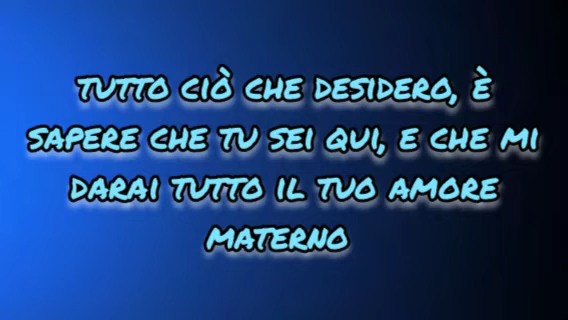 TUTTO CIÒ CHE DESIDERO, È
SAPERE CHE TU SEI QUI, E CHE MI
DARAI TUTTO IL TUO AMORE
MATERNO